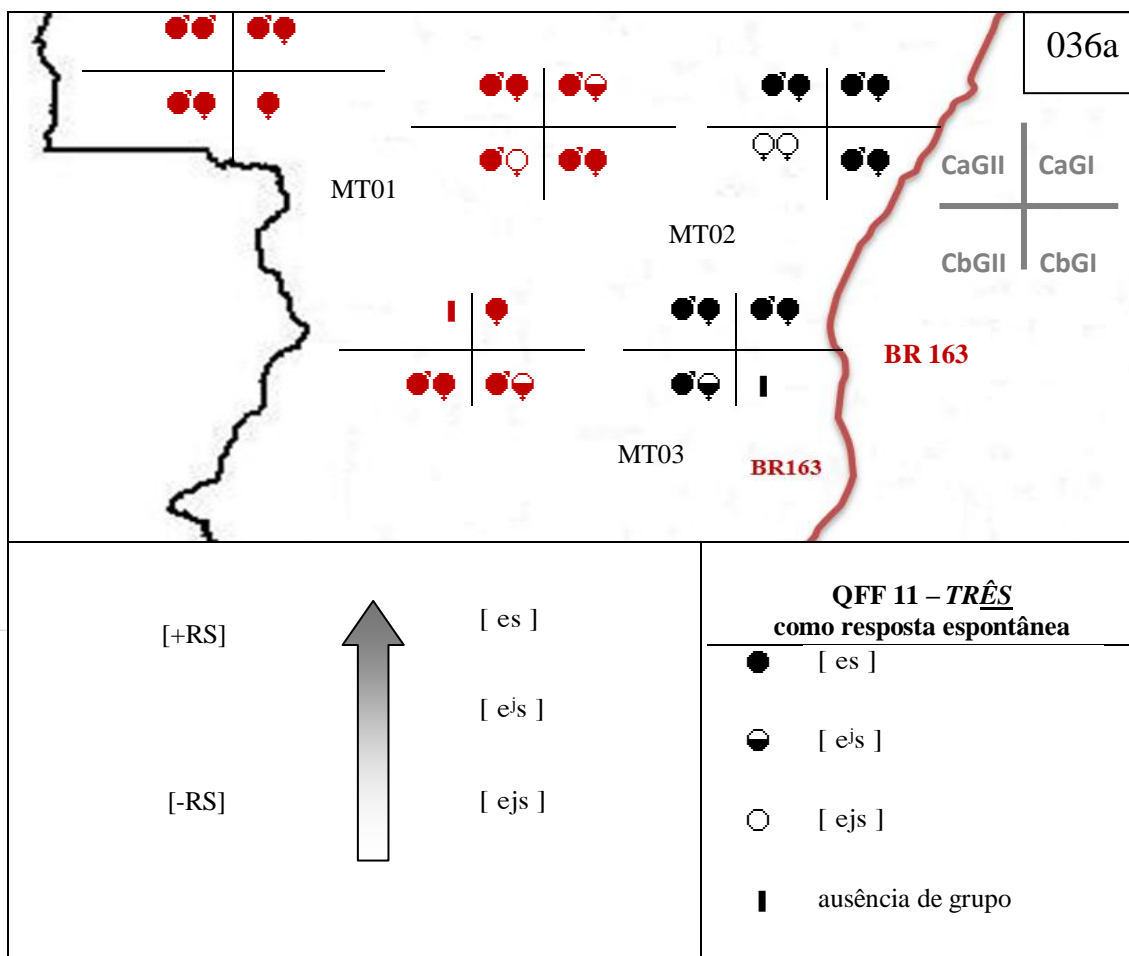 036a
CaGII CaGI
MT01
MT02
CbGII CbGI
BR 163
MT03
BR163
[+RS]
[-RS]
[ es ]
[ eʲs ]
[ ejs ]
QFF 11 – TRÊS
como resposta espontânea
[ es ]
[ eʲs ]
[ ejs ]
ausência de grupo